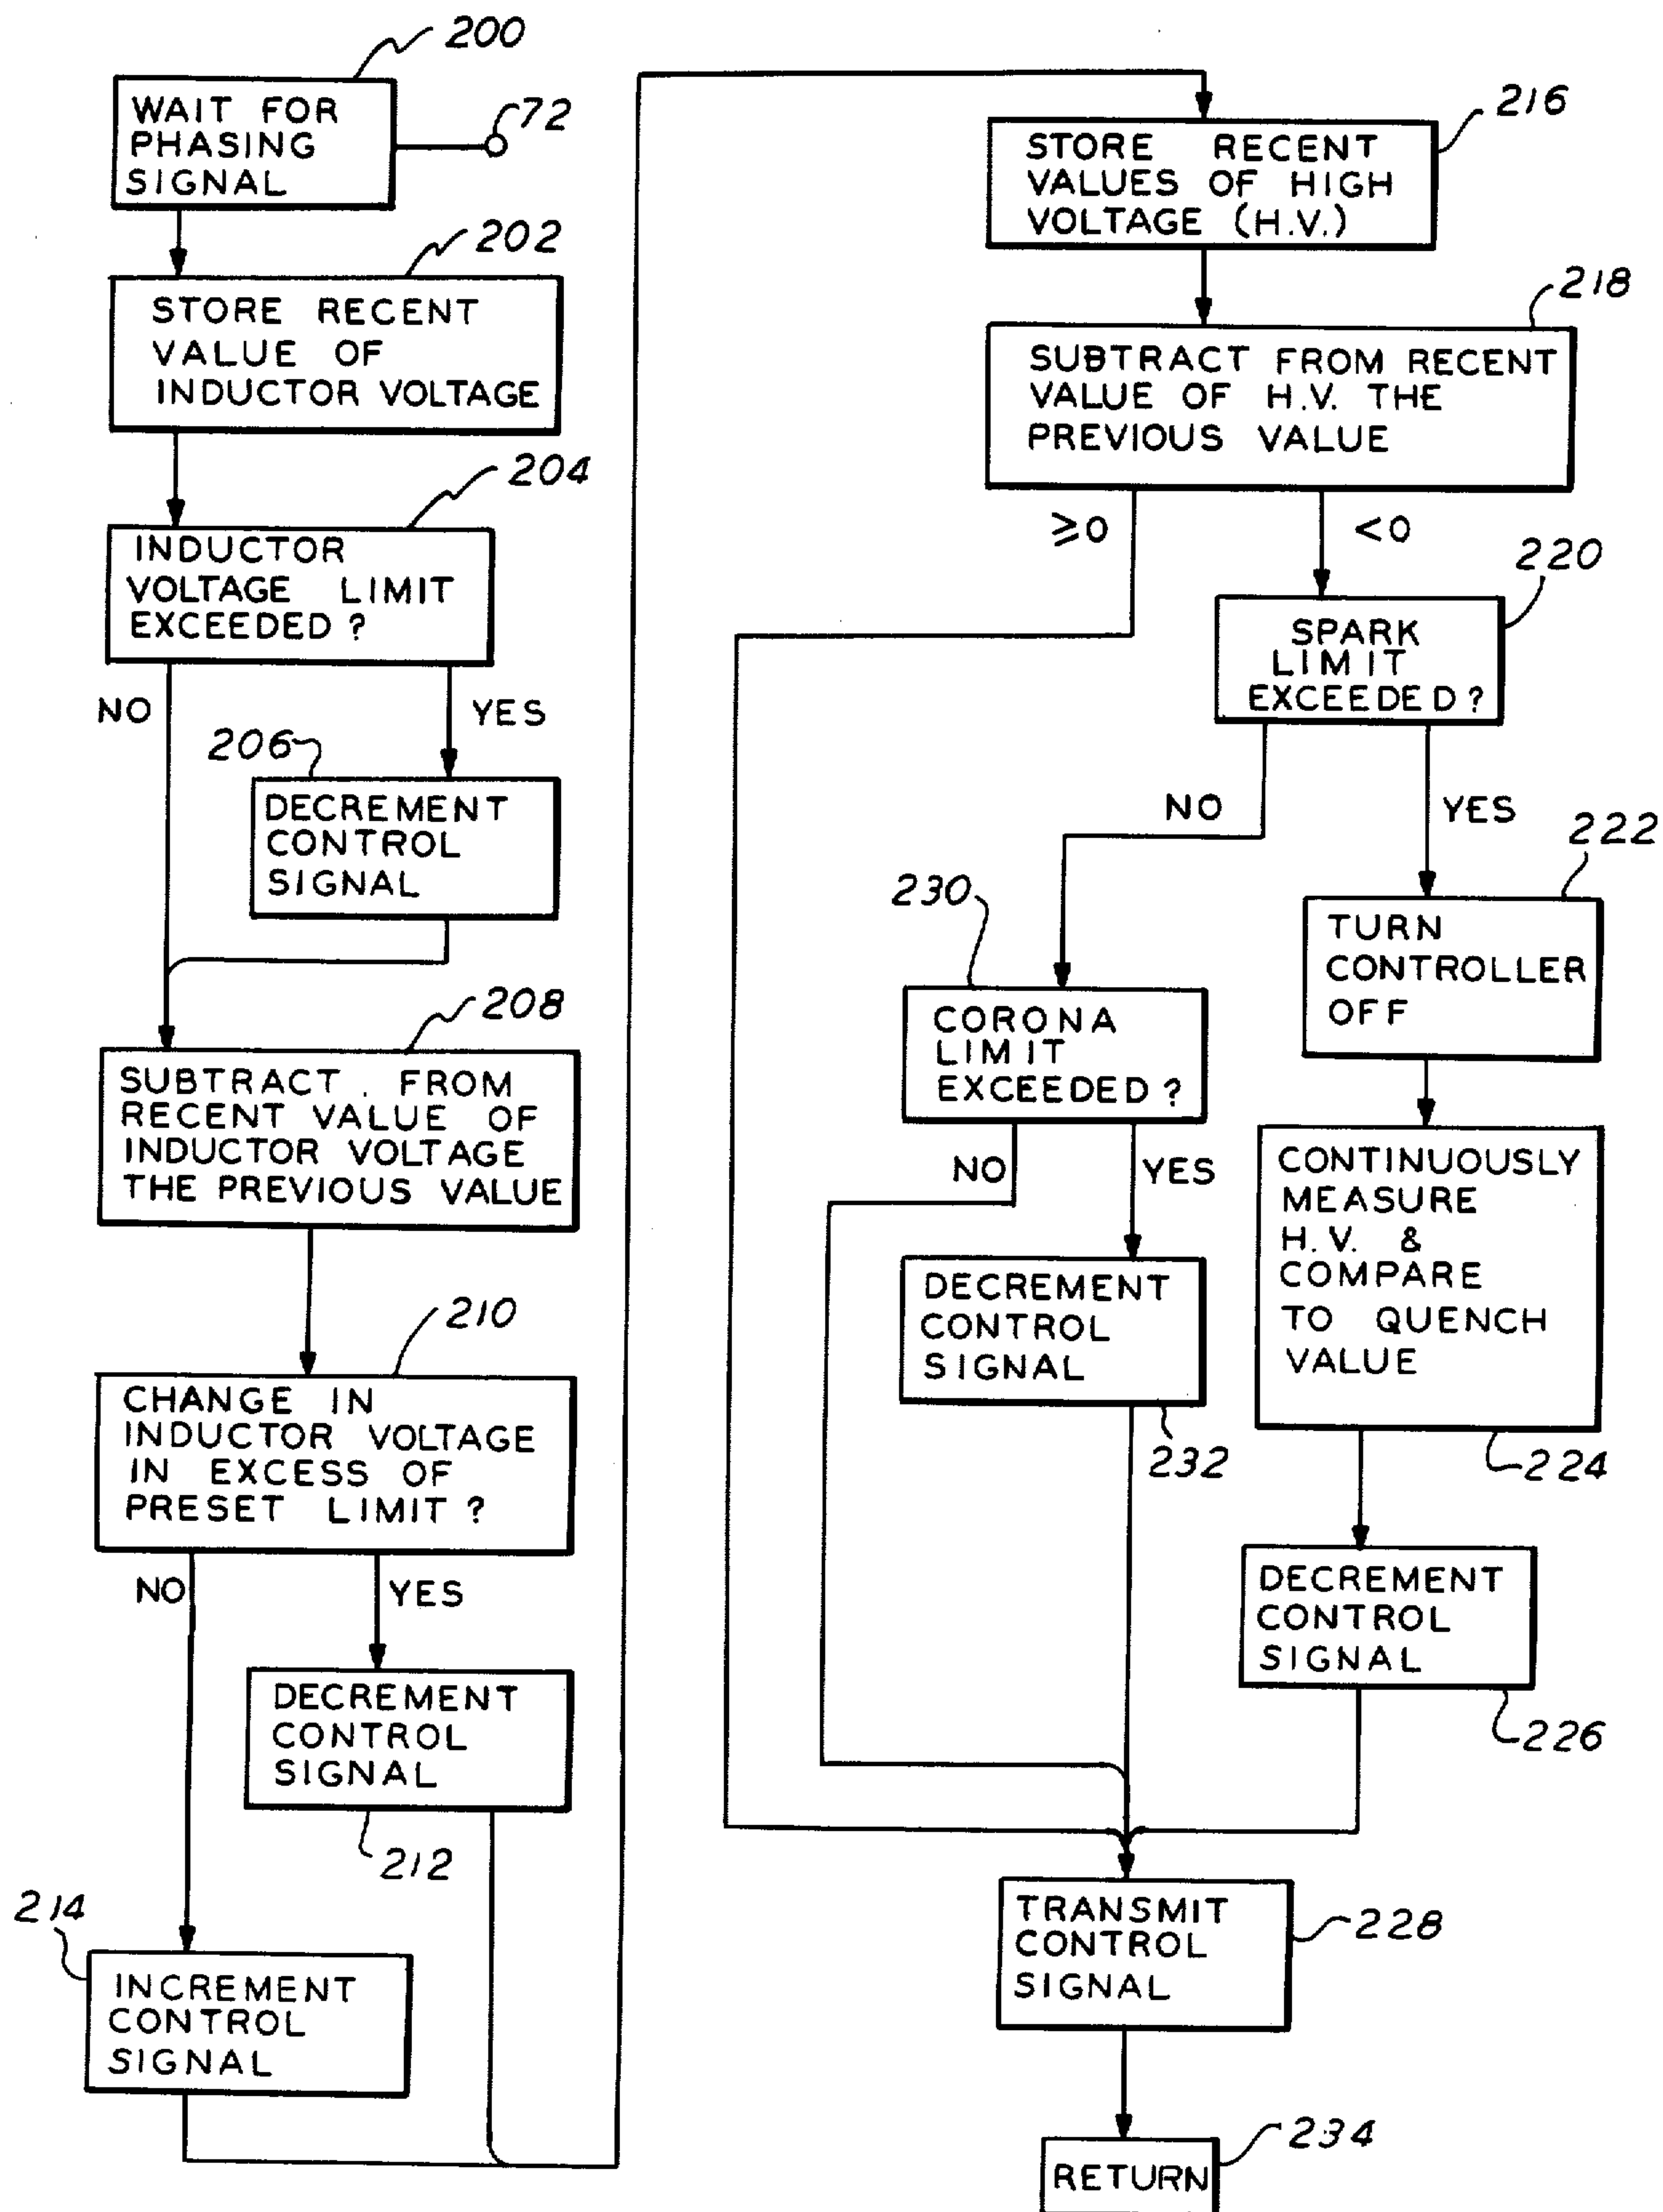 200
WAIT FOR
PHASING
SIGNAL
72
202
STORE RECENT
VALUE OF
INDUCTOR VOLTAGE
204
INDUCTOR
VOLTAGE LIMIT
EXCEEDED ?
NO
YES
206
DECREMENT
CONTROL
SIGNAL
208
SUBTRACT FROM
RECENT VALUE OF
INDUCTOR VOLTAGE
THE PREVIOUS VALUE
210
CHANGE IN
INDUCTOR VOLTAGE
IN EXCESS OF
PRESET LIMIT ?
NO
YES
DECREMENT
CONTROL
SIGNAL
212
214
INCREMENT
CONTROL
SIGNAL
216
STORE RECENT
VALUES OF HIGH
VOLTAGE (H.V.)
218
SUBTRACT FROM RECENT
VALUE OF H.V. THE
PREVIOUS VALUE
≥0
<0
220
SPARK
LIMIT
EXCEEDED ?
NO
YES
222
TURN
CONTROLLER
OFF
230
CORONA
LIMIT
EXCEEDED ?
NO
YES
CONTINUOUSLY
MEASURE
H.V. &
COMPARE
TO QUENCH
VALUE
224
DECREMENT
CONTROL
SIGNAL
232
DECREMENT
CONTROL
SIGNAL
226
TRANSMIT
CONTROL
SIGNAL
228
RETURN
234